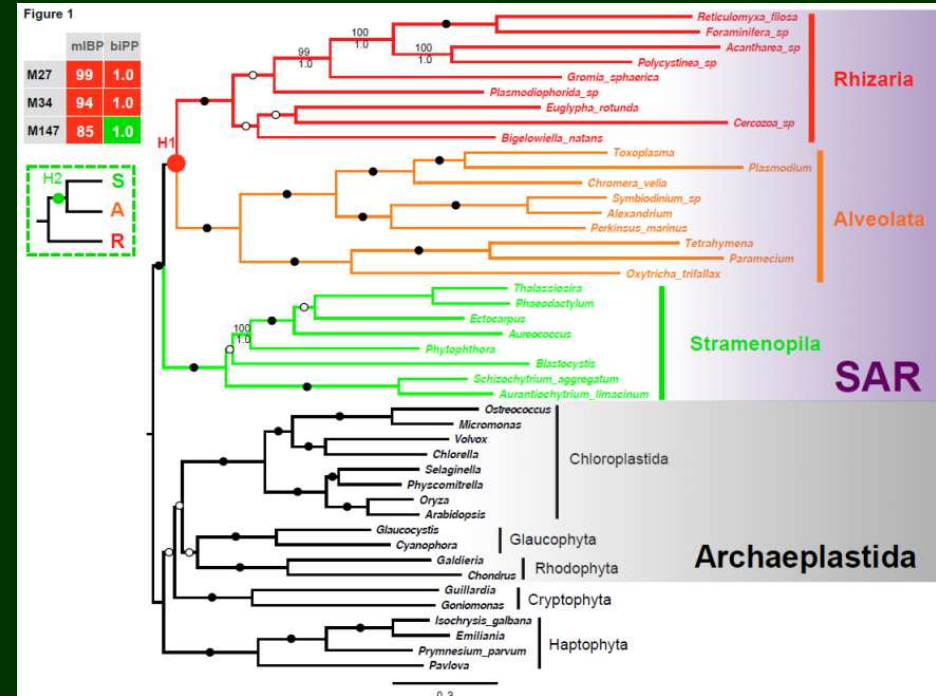 Figure 1
mlBP biPP
M27 99 1.0
M34 94 1.0
M147 85 1.0
H2
S
A
R
H1
99
1.0
100
1.0
100
1.0
Reticulomyxa_filosa
Foraminifera_sp
Acantharea_sp
Polycystinea_sp
Gromia_sphaerica
Plasmodiophorida_sp
Euglypha_rotunda
Cercozoa_sp
Bigelowiella_natans
Rhizaria
Toxoplasma
Plasmodium
Chromera_velia
Symbiodinium_sp
Alexandrium
Perkinsus_marinus
Tetrahymena
Paramecium
Oxytricha_trifallax
Alveolata
100
1.0
Thalassiosira
Phaeodactylum
Ectocarpus
Aureococcus
Phytophthora
Blastocystis
Schizochytrium_aggregatum
Aurantiochytrium_limacinum
Stramenopila
SAR
Ostreococcus
Micromonas
Volvox
Chlorella
Selaginella
Physcomitrella
Oryza
Arabidopsis
Chloroplastida
Glaucocystis
Cyanophora
Glaucophyta
Galdieria
Chondrus
Rhodophyta
Archaeplastida
Guillardia
Goniomonas
Cryptophyta
Isochrysis_galbana
Emiliania
Prymnesium_parvum
Pavlova
Haptophyta